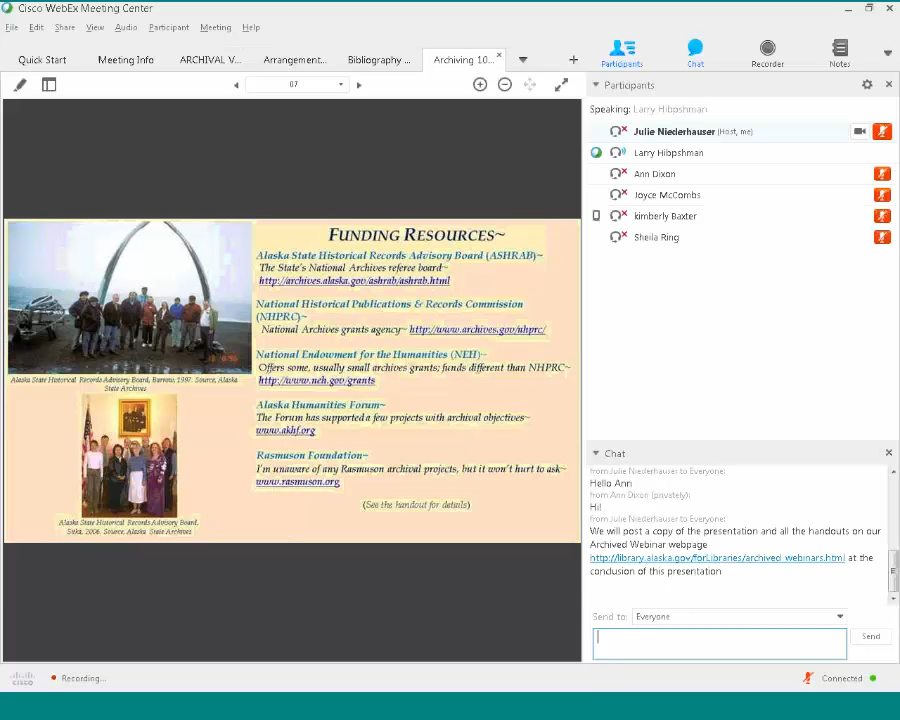 Cisco WebEx Meeting Center
File Edit Share View Audio Participant Meeting Help
Quick Start Meeting Info ARCHIVAL V... Arrangement... Bibliography ... Archiving 10...
Participants Chat Recorder Notes
07
Participants
Speaking: Larry Hibpshman
Julie Niederhauser (Host, me)
Larry Hibpshman
Ann Dixon
Joyce McCombs
kimberly Baxter
Sheila Ring
FUNDING RESOURCES~
Alaska State Historical Records Advisory Board (ASHRAB)~
The State's National Archives referee board~
http://archives.alaska.gov/ashrab/ashrab.html
National Historical Publications & Records Commission
(NHPRC)~
National Archives grants agency~ http://www.archives.gov/nhprc/
National Endowment for the Humanities (NEH)~
Offers some, usually small archives grants; funds different than NHPRC~
http://www.neh.gov/grants
Alaska Humanities Forum~
The Forum has supported a few projects with archival objectives~
www.akhf.org
Rasmuson Foundation~
I'm unaware of any Rasmuson archival projects, but it won't hurt to ask~
www.rasmuson.org
(See the handout for details)
Alaska State Historical Records Advisory Board, Barrow, 1997. Source, Alaska
State Archives
Alaska State Historical Records Advisory Board,
Sitka, 2006. Source, Alaska State Archives
Chat
from Julie Niederhauser to Everyone:
Hello Ann
from Ann Dixon (privately):
Hi!
from Julie Niederhauser to Everyone:
We will post a copy of the presentation and all the handouts on our
Archived Webinar webpage
http://library.alaska.gov/forLibraries/archived_webinars.html at the
conclusion of this presentation
Send to: Everyone
Send
CISCO Recording... Connected